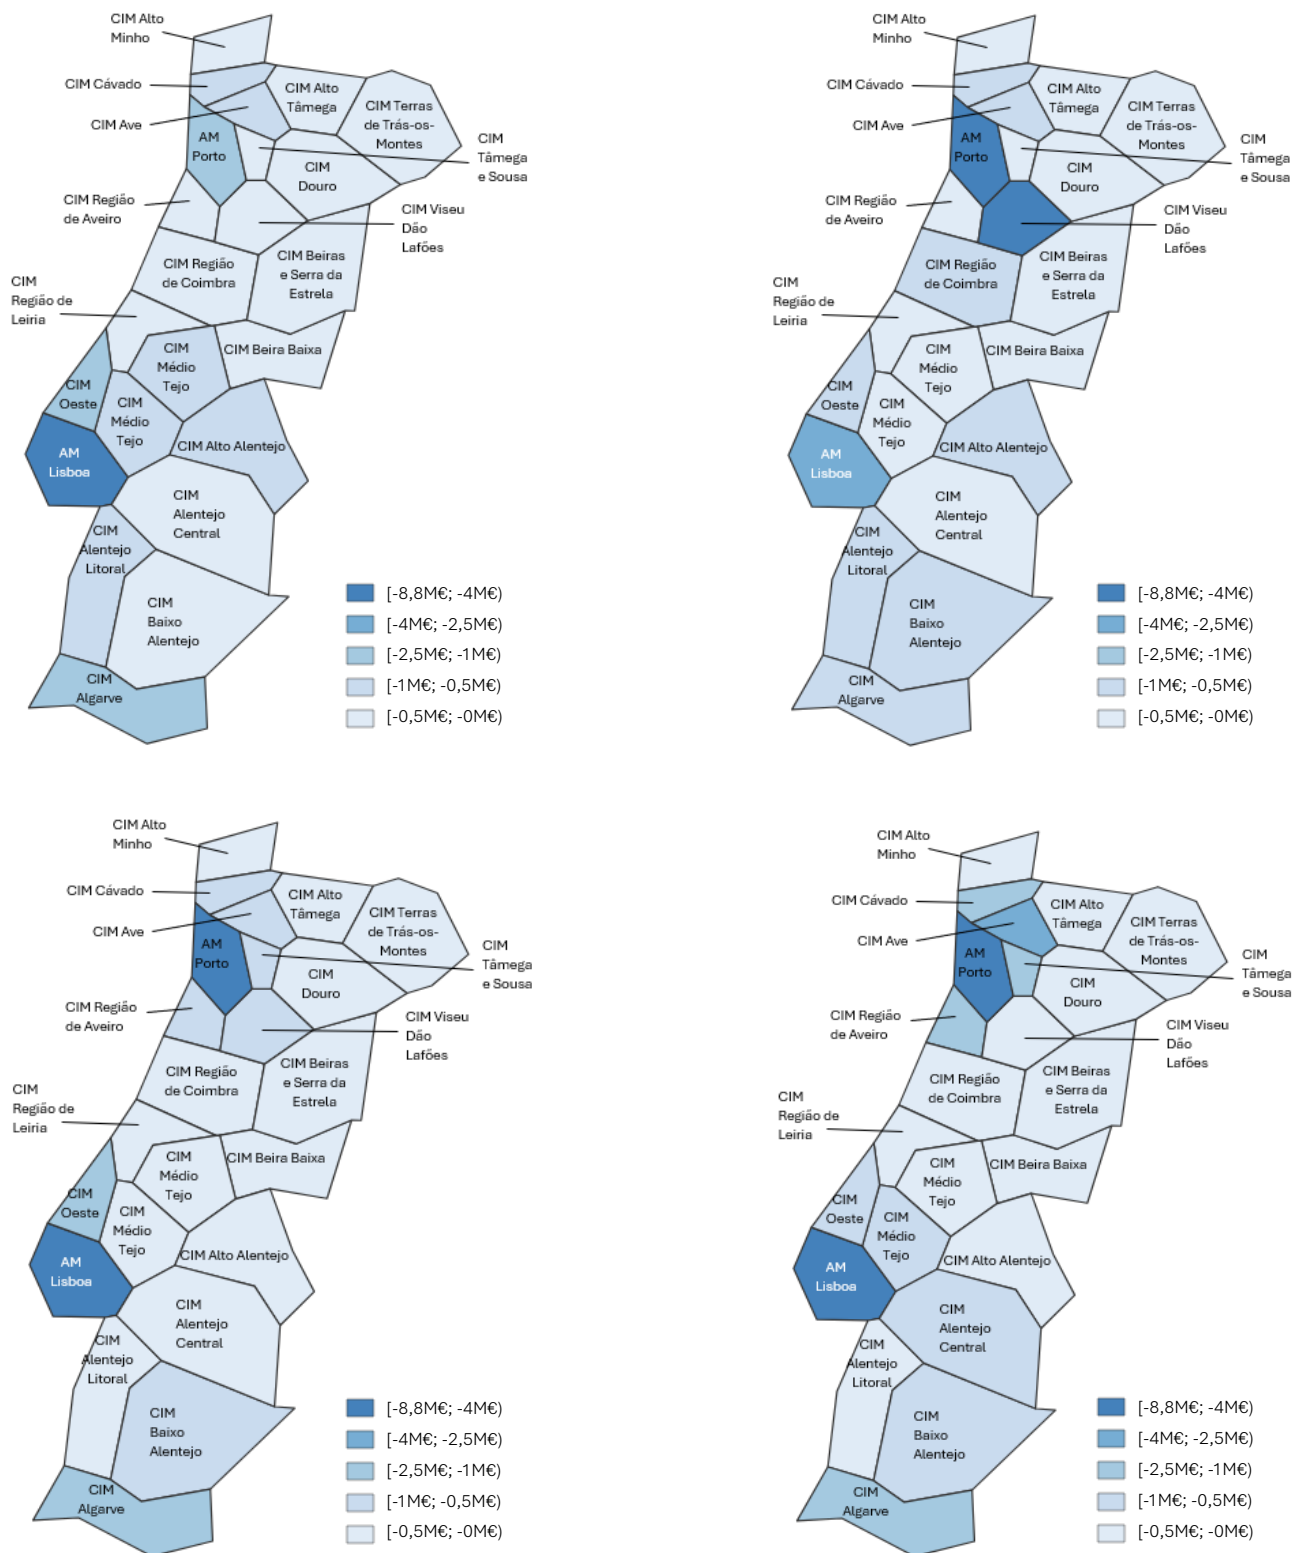 CIM Alto
Minho
CIM Cávado
CIM Ave
CIM Alto
Tâmega
CIM Terras
de Trás-os-
Montes
AM
Porto
CIM
Tâmega
e Sousa
CIM
Douro
CIM Região
de Aveiro
CIM Viseu
Dão
Lafões
CIM Região
de Coimbra
CIM Beiras
e Serra da
Estrela
CIM
Região de
Leiria
CIM
Médio
Tejo
CIM Beira Baixa
CIM
Oeste
CIM
Médio
Tejo
CIM Alto Alentejo
AM
Lisboa
CIM
Alentejo
Central
CIM
Alentejo
Litoral
CIM
Baixo
Alentejo
CIM
Algarve
[-8,8M€; -4M€)
[-4M€; -2,5M€)
[-2,5M€; -1M€)
[-1M€; -0,5M€)
[-0,5M€; -0M€)
CIM Alto
Minho
CIM Cávado
CIM Ave
CIM Alto
Tâmega
CIM Terras
de Trás-os-
Montes
AM
Porto
CIM
Tâmega
e Sousa
CIM
Douro
CIM Região
de Aveiro
CIM Viseu
Dão
Lafões
CIM Região
de Coimbra
CIM Beiras
e Serra da
Estrela
CIM
Região de
Leiria
CIM
Médio
Tejo
CIM Beira Baixa
CIM
Oeste
CIM
Médio
Tejo
CIM Alto Alentejo
AM
Lisboa
CIM
Alentejo
Central
CIM
Alentejo
Litoral
CIM
Baixo
Alentejo
CIM
Algarve
[-8,8M€; -4M€)
[-4M€; -2,5M€)
[-2,5M€; -1M€)
[-1M€; -0,5M€)
[-0,5M€; -0M€)
CIM Alto
Minho
CIM Cávado
CIM Ave
CIM Alto
Tâmega
CIM Terras
de Trás-os-
Montes
AM
Porto
CIM
Tâmega
e Sousa
CIM
Douro
CIM Região
de Aveiro
CIM Viseu
Dão
Lafões
CIM Região
de Coimbra
CIM Beiras
e Serra da
Estrela
CIM
Região de
Leiria
CIM
Médio
Tejo
CIM Beira Baixa
CIM
Oeste
CIM
Médio
Tejo
CIM Alto Alentejo
AM
Lisboa
CIM
Alentejo
Central
CIM
Alentejo
Litoral
CIM
Baixo
Alentejo
CIM
Algarve
[-8,8M€; -4M€)
[-4M€; -2,5M€)
[-2,5M€; -1M€)
[-1M€; -0,5M€)
[-0,5M€; -0M€)
CIM Alto
Minho
CIM Cávado
CIM Ave
CIM Alto
Tâmega
CIM Terras
de Trás-os-
Montes
AM
Porto
CIM
Tâmega
e Sousa
CIM
Douro
CIM Região
de Aveiro
CIM Viseu
Dão
Lafões
CIM Região
de Coimbra
CIM Beiras
e Serra da
Estrela
CIM
Região de
Leiria
CIM
Médio
Tejo
CIM Beira Baixa
CIM
Oeste
CIM
Médio
Tejo
CIM Alto Alentejo
AM
Lisboa
CIM
Alentejo
Central
CIM
Alentejo
Litoral
CIM
Baixo
Alentejo
CIM
Algarve
[-8,8M€; -4M€)
[-4M€; -2,5M€)
[-2,5M€; -1M€)
[-1M€; -0,5M€)
[-0,5M€; -0M€)